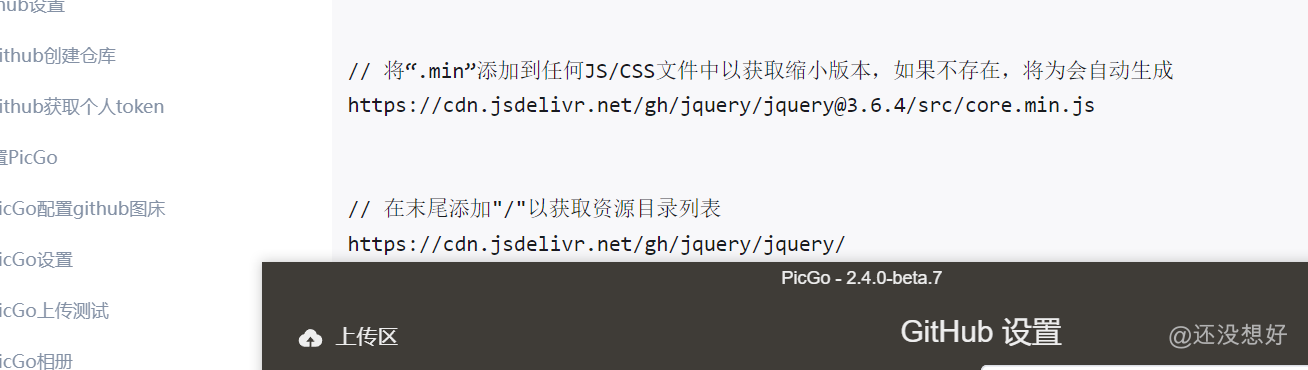 hub设置
ithub创建仓库
ithub获取个人token
置PicGo
icGo配置github图床
icGo设置
icGo上传测试
icGo相册
// 将“.min”添加到任何JS/CSS文件中以获取缩小版本，如果不存在，将为会自动生成
https://cdn.jsdelivr.net/gh/jquery/jquery@3.6.4/src/core.min.js
// 在末尾添加"/"以获取资源目录列表
https://cdn.jsdelivr.net/gh/jquery/jquery/
PicGo - 2.4.0-beta.7
上传区
GitHub 设置
@还没想好